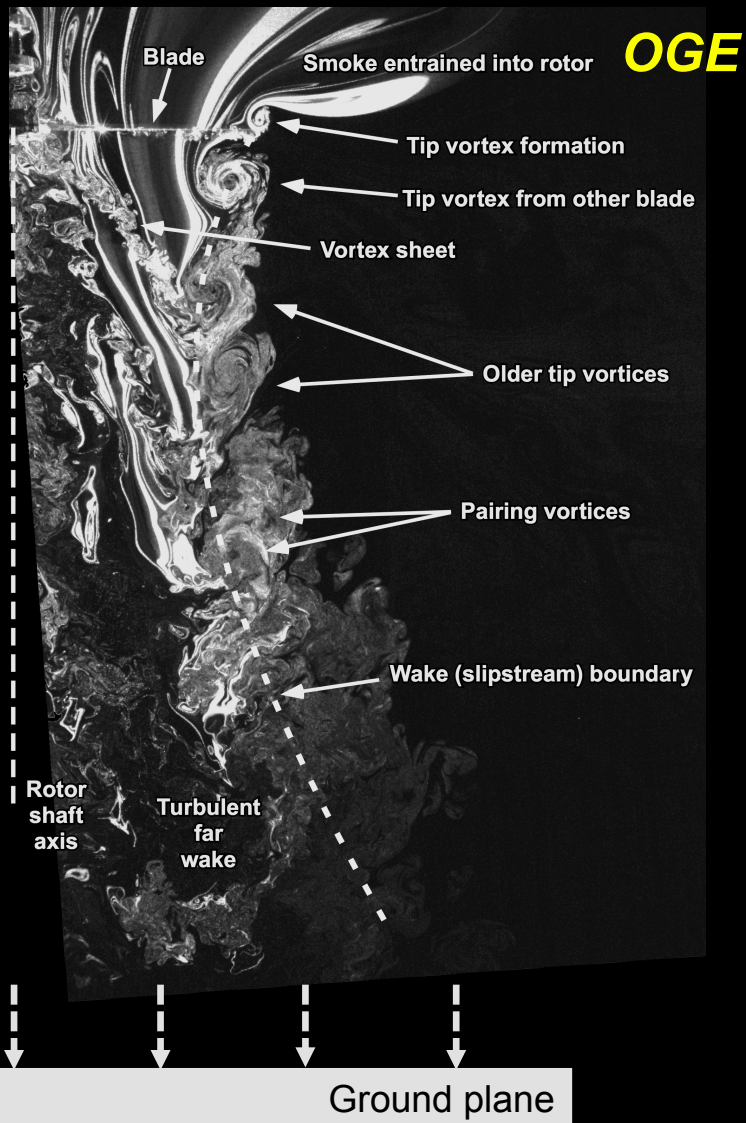 OGE
Blade
Smoke entrained into rotor
Tip vortex formation
Tip vortex from other blade
Vortex sheet
Older tip vortices
Pairing vortices
Wake (slipstream) boundary
Rotor
shaft
axis
Turbulent
far
wake
Ground plane